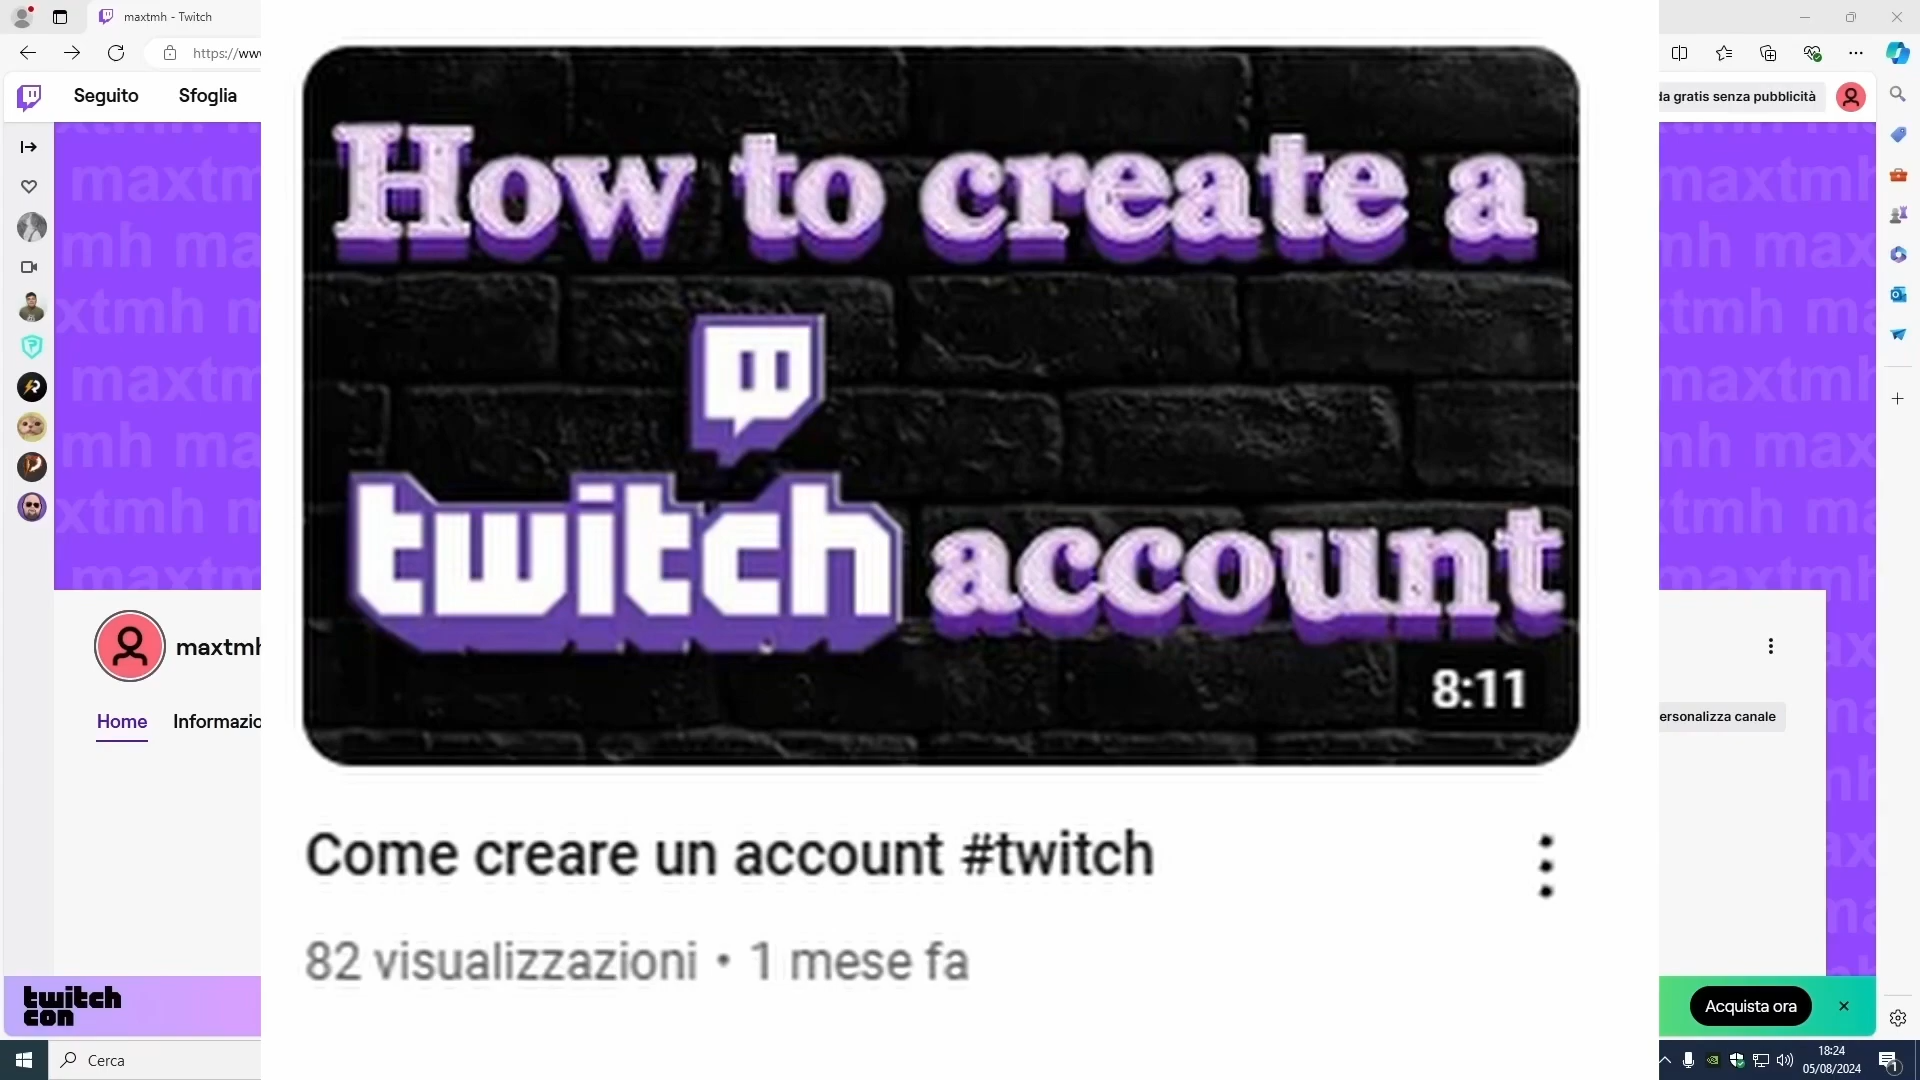 maxtmh - Twitch
https://ww
Seguito
Sfoglia
da gratis senza pubblicità
How to create a
twitch account
8:11
Come creare un account #twitch
82 visualizzazioni • 1 mese fa
maxtmh
Home
Informazio
ersonalizza canale
twitch
con
Acquista ora
Cerca
18:24
05/08/2024
1